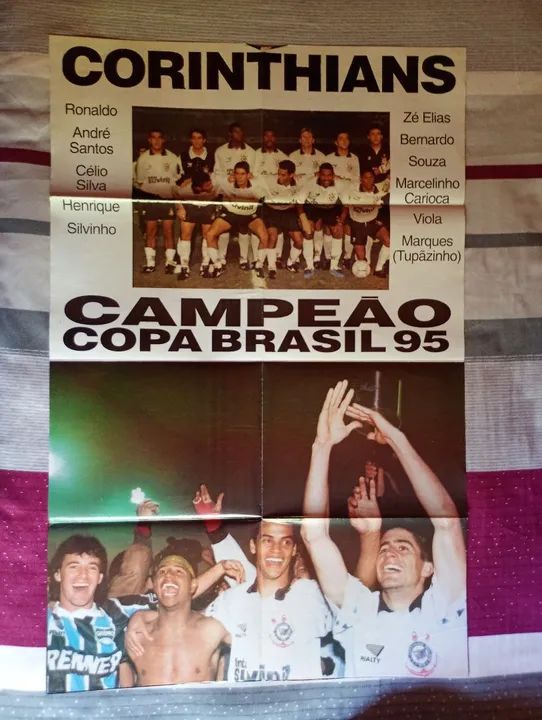 CORINTHIANS
Ronaldo
André
Santos
Célio
Silva
Henrique
Silvinho
Zé Elias
Bernardo
Souza
Marcelinho
Carioca
Viola
Marques
(Tupãzinho)
CAMPEÃO
COPA BRASIL 95
RENNER
PIALTY